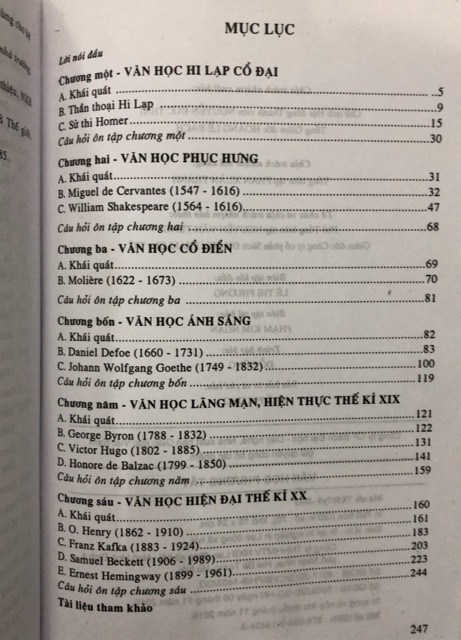 cho hệ
nhà trường
thiệu, NXB
Thế giới,
85.
MỤC LỤC
Lời nói đầu
Chương một - VĂN HỌC HI LẠP CỔ ĐẠI
A. Khái quát ..... 5
B. Thần thoại Hi Lạp ..... 9
C. Sử thi Homer ..... 15
Câu hỏi ôn tập chương một ..... 30
Chương hai - VĂN HỌC PHỤC HƯNG
A. Khái quát ..... 31
B. Miguel de Cervantes (1547 - 1616) ..... 32
C. William Shakespeare (1564 - 1616) ..... 47
Câu hỏi ôn tập chương hai ..... 68
Chương ba - VĂN HỌC CỔ ĐIỂN
A. Khái quát ..... 69
B. Molière (1622 - 1673) ..... 70
Câu hỏi ôn tập chương ba ..... 81
Chương bốn - VĂN HỌC ÁNH SÁNG
A. Khái quát ..... 82
B. Daniel Defoe (1660 - 1731) ..... 83
C. Johann Wolfgang Goethe (1749 - 1832) ..... 100
Câu hỏi ôn tập chương bốn ..... 119
Chương năm - VĂN HỌC LÃNG MẠN, HIỆN THỰC THẾ KỈ XIX
A. Khái quát ..... 121
B. George Byron (1788 - 1832) ..... 122
C. Victor Hugo (1802 - 1885) ..... 131
D. Honore de Balzac (1799 - 1850) ..... 141
Câu hỏi ôn tập chương năm ..... 159
Chương sáu - VĂN HỌC HIỆN ĐẠI THẾ KỈ XX
A. Khái quát ..... 160
B. O. Henry (1862 - 1910) ..... 161
C. Franz Kafka (1883 - 1924) ..... 183
D. Samuel Beckett (1906 - 1989) ..... 203
E. Ernest Hemingway (1899 - 1961) ..... 223
Câu hỏi ôn tập chương sáu ..... 244
Tài liệu tham khảo
247